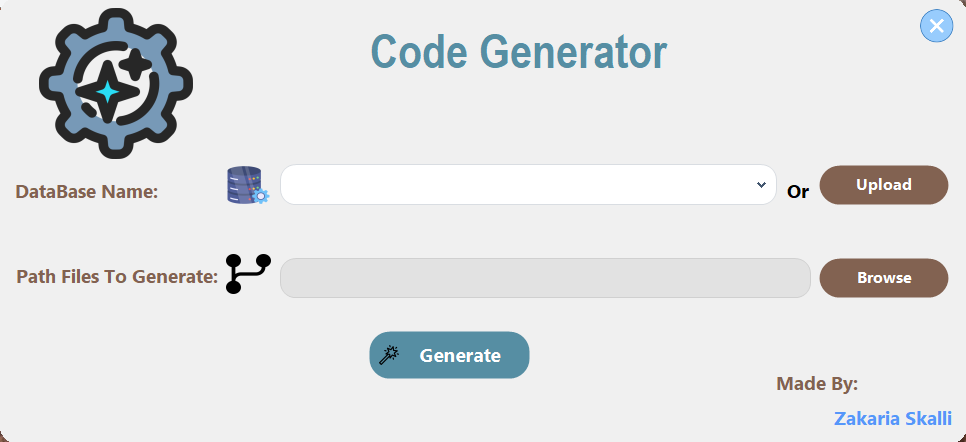 Code Generator
DataBase Name:
Or
Upload
Path Files To Generate:
Browse
Generate
Made By:
Zakaria Skalli